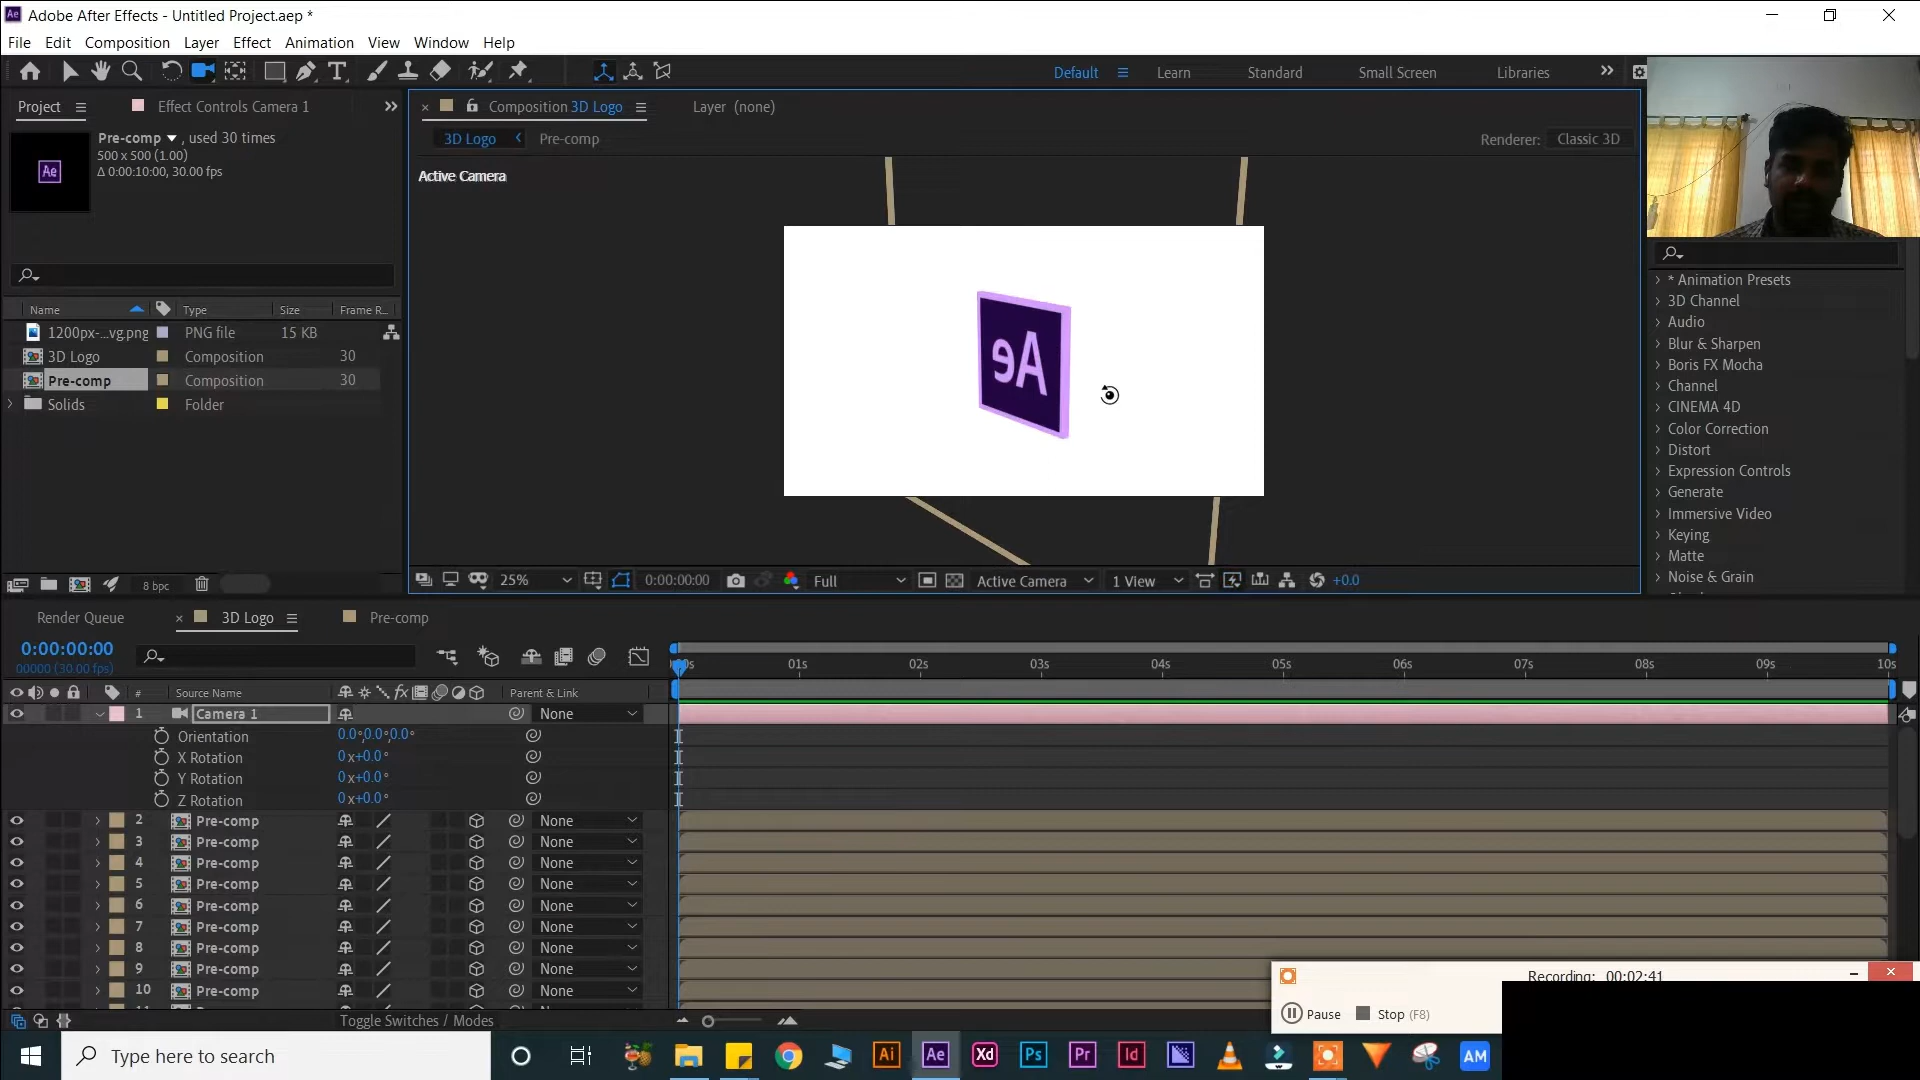 Ae Adobe After Effects - Untitled Project.aep *
File Edit Composition Layer Effect Animation View Window Help
Default Learn Standard Small Screen Libraries
Project Effect Controls Camera 1
Composition 3D Logo Layer (none)
Pre-comp , used 30 times
500 x 500 (1.00)
Δ 0:00:10:00, 30.00 fps
Ae
3D Logo Pre-comp
Renderer: Classic 3D
Active Camera
Ae
Name Type Size Frame R...
1200px-...vg.png PNG file 15 KB
3D Logo Composition 30
Pre-comp Composition 30
Solids Folder
* Animation Presets
3D Channel
Audio
Blur & Sharpen
Boris FX Mocha
Channel
CINEMA 4D
Color Correction
Distort
Expression Controls
Generate
Immersive Video
Keying
Matte
Noise & Grain
8 bpc
25% 0:00:00:00 Full Active Camera 1 View +0.0
Render Queue 3D Logo Pre-comp
0:00:00:00
00000 (30.00 fps)
01s 02s 03s 04s 05s 06s 07s 08s 09s 10s
# Source Name fx Parent & Link
1 Camera 1 None
Orientation 0.0°,0.0°,0.0°
X Rotation 0x+0.0°
Y Rotation 0x+0.0°
Z Rotation 0x+0.0°
2 Pre-comp None
3 Pre-comp None
4 Pre-comp None
5 Pre-comp None
6 Pre-comp None
7 Pre-comp None
8 Pre-comp None
9 Pre-comp None
10 Pre-comp None
Toggle Switches / Modes
Recording: 00:02:41
Pause Stop (F8)
Type here to search
Ai Ae Xd Ps Pr Id AM